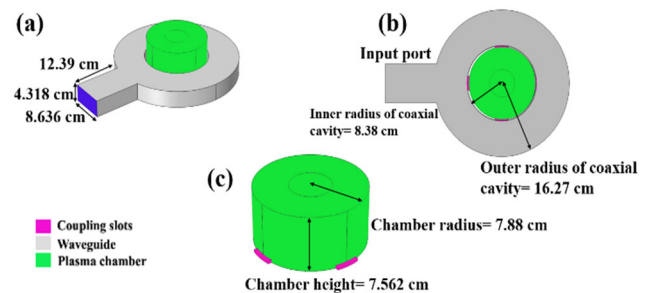 (a)
12.39 cm
4.318 cm
8.636 cm
(b)
Input port
Inner radius of coaxial
cavity= 8.38 cm
Outer radius of coaxial
cavity= 16.27 cm
(c)
Chamber radius= 7.88 cm
Chamber height= 7.562 cm
Coupling slots
Waveguide
Plasma chamber